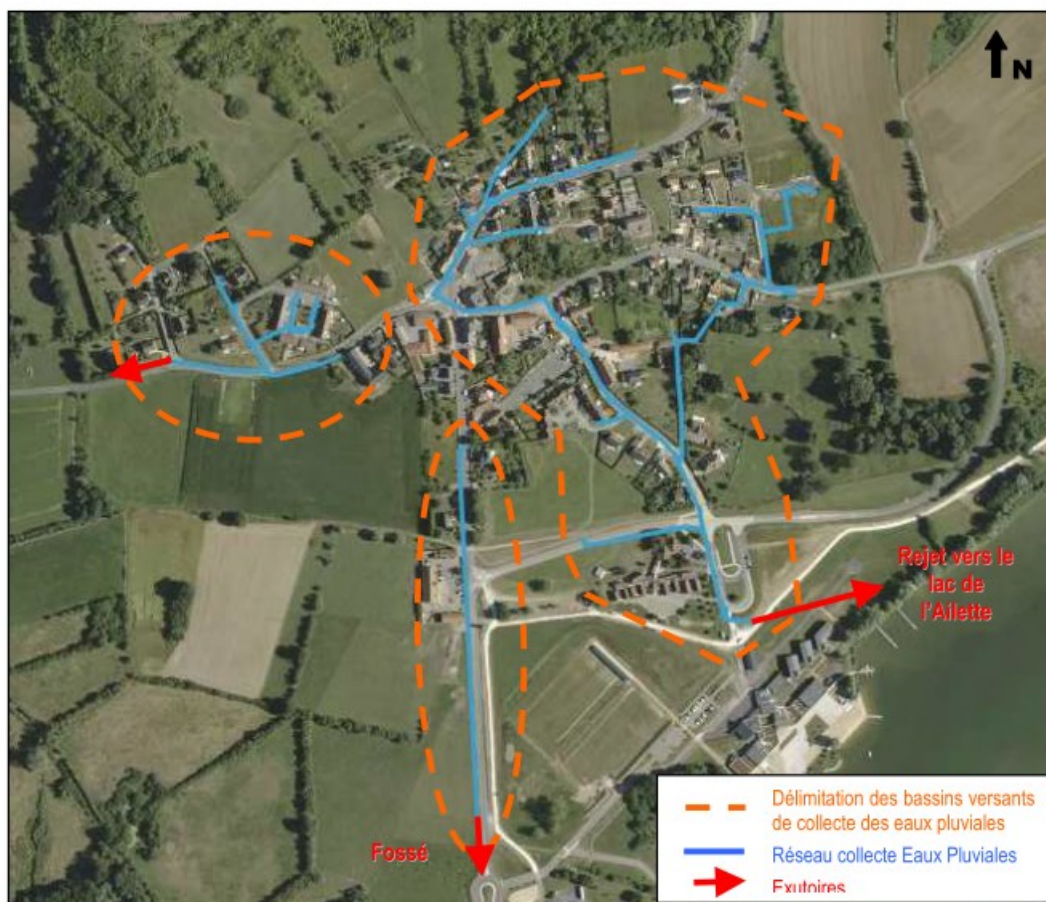 N
Rejet vers le
lac de
l'Ailette
Fossé
Délimitation des bassins versants
de collecte des eaux pluviales
Réseau collecte Eaux Pluviales
Exutoires